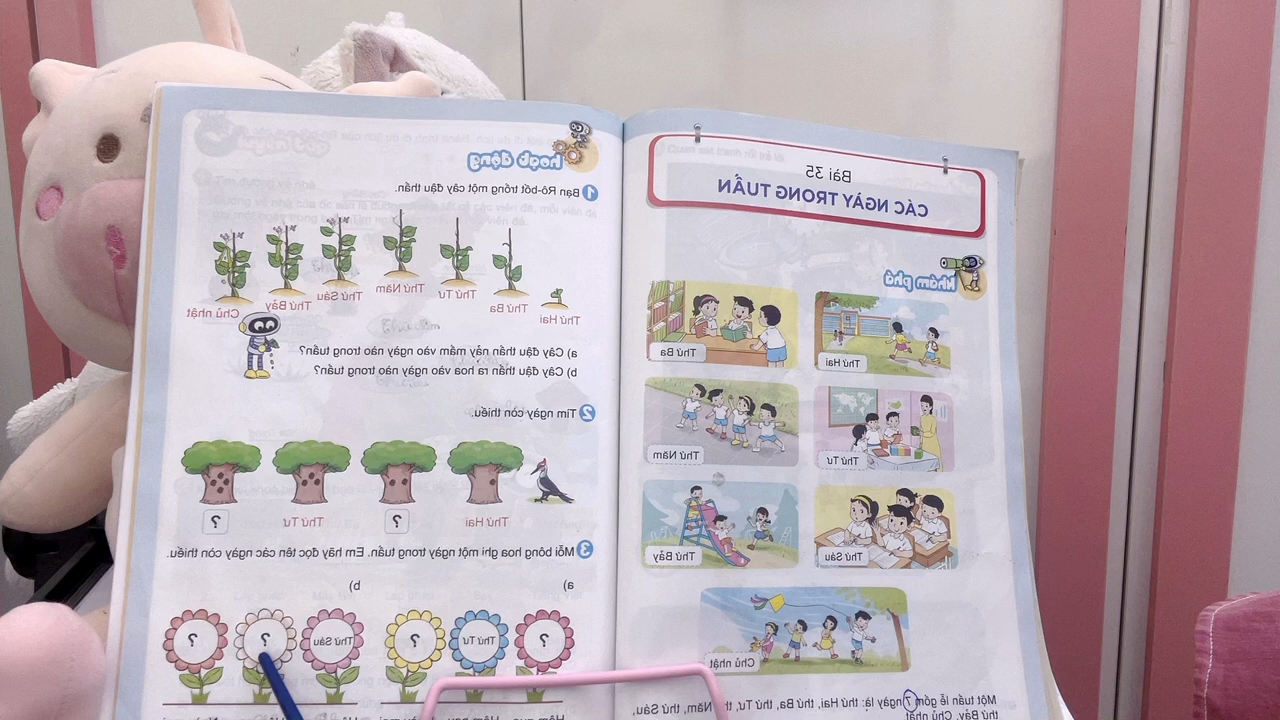 Bài 35
CÁC NGÀY TRONG TUẦN
Khám phá
Thứ Hai
Thứ Ba
Thứ Tư
Thứ Năm
Thứ Sáu
Thứ Bảy
Chủ nhật
Một tuần lễ gồm 7 ngày là: thứ Hai, thứ Ba, thứ Tư, thứ Năm, thứ Sáu,
thứ Bảy, Chủ nhật
hoạt động
1 Bạn Rô-bốt trồng một cây đậu thần.
Thứ Hai
Thứ Ba
Thứ Tư
Thứ Năm
Thứ Sáu
Thứ Bảy
Chủ nhật
a) Cây đậu thần nảy mầm vào ngày nào trong tuần?
b) Cây đậu thần ra hoa vào ngày nào trong tuần?
2 Tìm ngày còn thiếu.
Thứ Hai
?
Thứ Tư
?
3 Mỗi bông hoa ghi một ngày trong tuần. Em hãy đọc tên các ngày còn thiếu.
a)
b)
? Thứ Tư ? Thứ Sáu ? ?